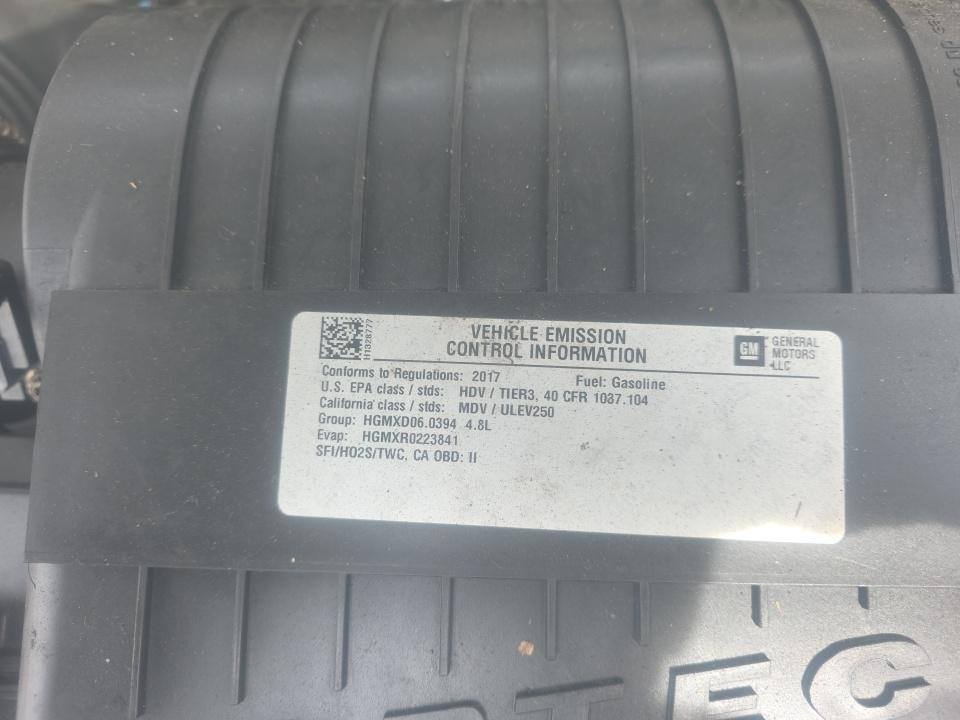 H1328777
VEHICLE EMISSION
CONTROL INFORMATION
GM
GENERAL
MOTORS
LLC
Conforms to Regulations: 2017 Fuel: Gasoline
U.S. EPA class / stds: HDV / TIER3, 40 CFR 1037.104
California class / stds: MDV / ULEV250
Group: HGMXD06.0394 4.8L
Evap: HGMXR0223841
SFI/HO2S/TWC, CA OBD: II